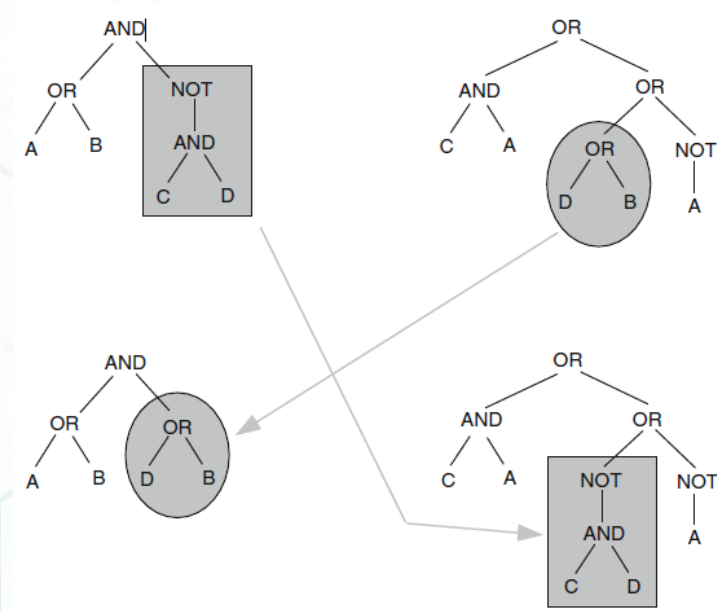 AND
OR
OR NOT
AND OR
A B AND
C A OR NOT
C D
D B A
AND
OR
OR OR
AND OR
A B D B
C A NOT NOT
AND A
C D